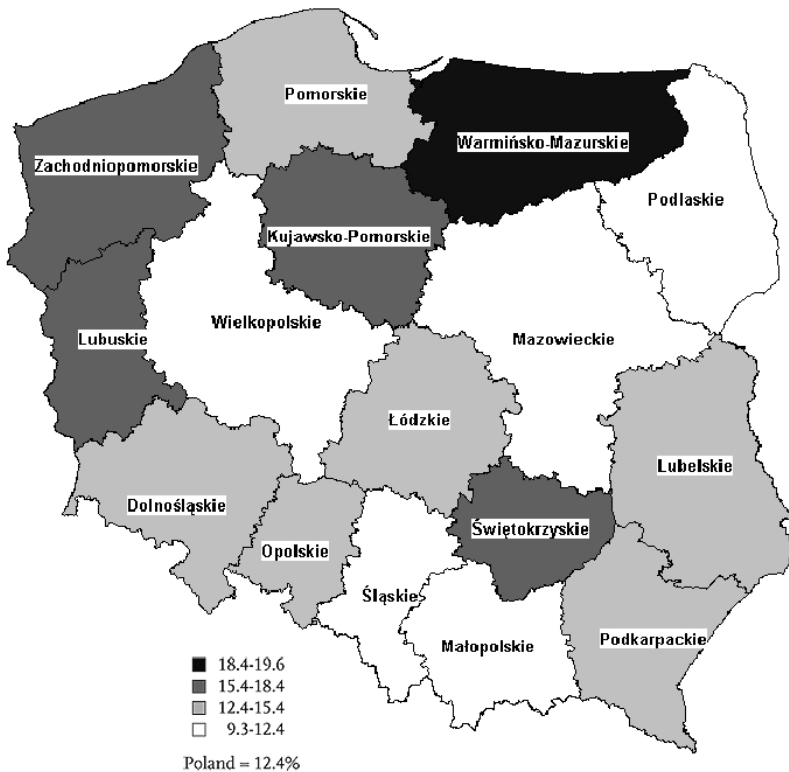 Pomorskie
Warmińsko-Mazurskie
Zachodniopomorskie
Podlaskie
Kujawsko-Pomorskie
Wielkopolskie
Lubuskie
Mazowieckie
Łódzkie
Lubelskie
Dolnośląskie
Świętokrzyskie
Opolskie
Śląskie
Małopolskie
Podkarpackie
18.4-19.6
15.4-18.4
12.4-15.4
9.3-12.4
Poland = 12.4%